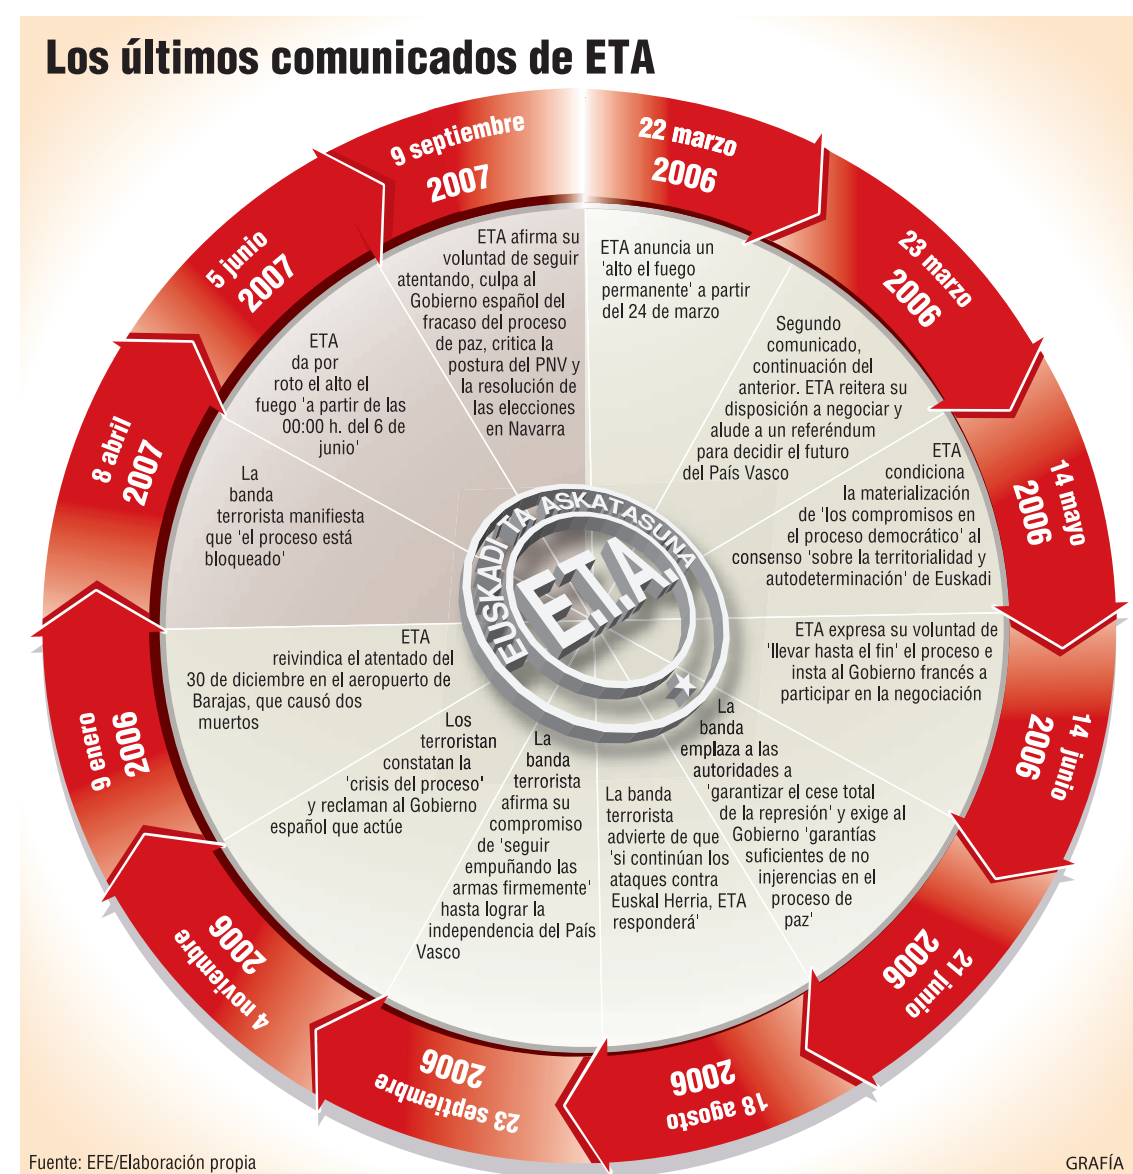 Los últimos comunicados de ETA
22 marzo
2006
ETA anuncia un
'alto el fuego
permanente' a partir
del 24 de marzo
23 marzo
2006
Segundo
comunicado,
continuación del
anterior. ETA reitera su
disposición a negociar y
alude a un referéndum
para decidir el futuro
del País Vasco
14 mayo
2006
ETA
condiciona
la materialización
de 'los compromisos en
el proceso democrático' al
consenso 'sobre la territorialidad y
autodeterminación' de Euskadi
14 junio
2006
ETA expresa su voluntad de
'llevar hasta el fin' el proceso e
insta al Gobierno francés a
participar en la negociación
21 junio
2006
La
banda
emplaza a las
autoridades a
'garantizar el cese total
de la represión' y exige al
Gobierno 'garantías
suficientes de no
injerencias en el
proceso de
paz'
18 agosto
2006
La banda
terrorista
advierte de que
'si continúan los
ataques contra
Euskal Herria, ETA
responderá'
23 septiembre
2006
La
banda
terrorista
afirma su
compromiso
de 'seguir
empuñando las
armas firmemente'
hasta lograr la
independencia del País
Vasco
4 noviembre
2006
Los
terroristan
constatan la
'crisis del proceso'
y reclaman al Gobierno
español que actúe
9 enero
2006
ETA
reivindica el atentado del
30 de diciembre en el aeropuerto de
Barajas, que causó dos
muertos
8 abril
2007
La
banda
terrorista manifiesta
que 'el proceso está
bloqueado'
5 junio
2007
ETA
da por
roto el alto el
fuego 'a partir de las
00:00 h. del 6 de
junio'
9 septiembre
2007
ETA afirma su
voluntad de seguir
atentando, culpa al
Gobierno español del
fracaso del proceso
de paz, critica la
postura del PNV y
la resolución de
las elecciones
en Navarra
EUSKADI TA ASKATASUNA
E.T.A.
Fuente: EFE/Elaboración propia
GRAFÍA